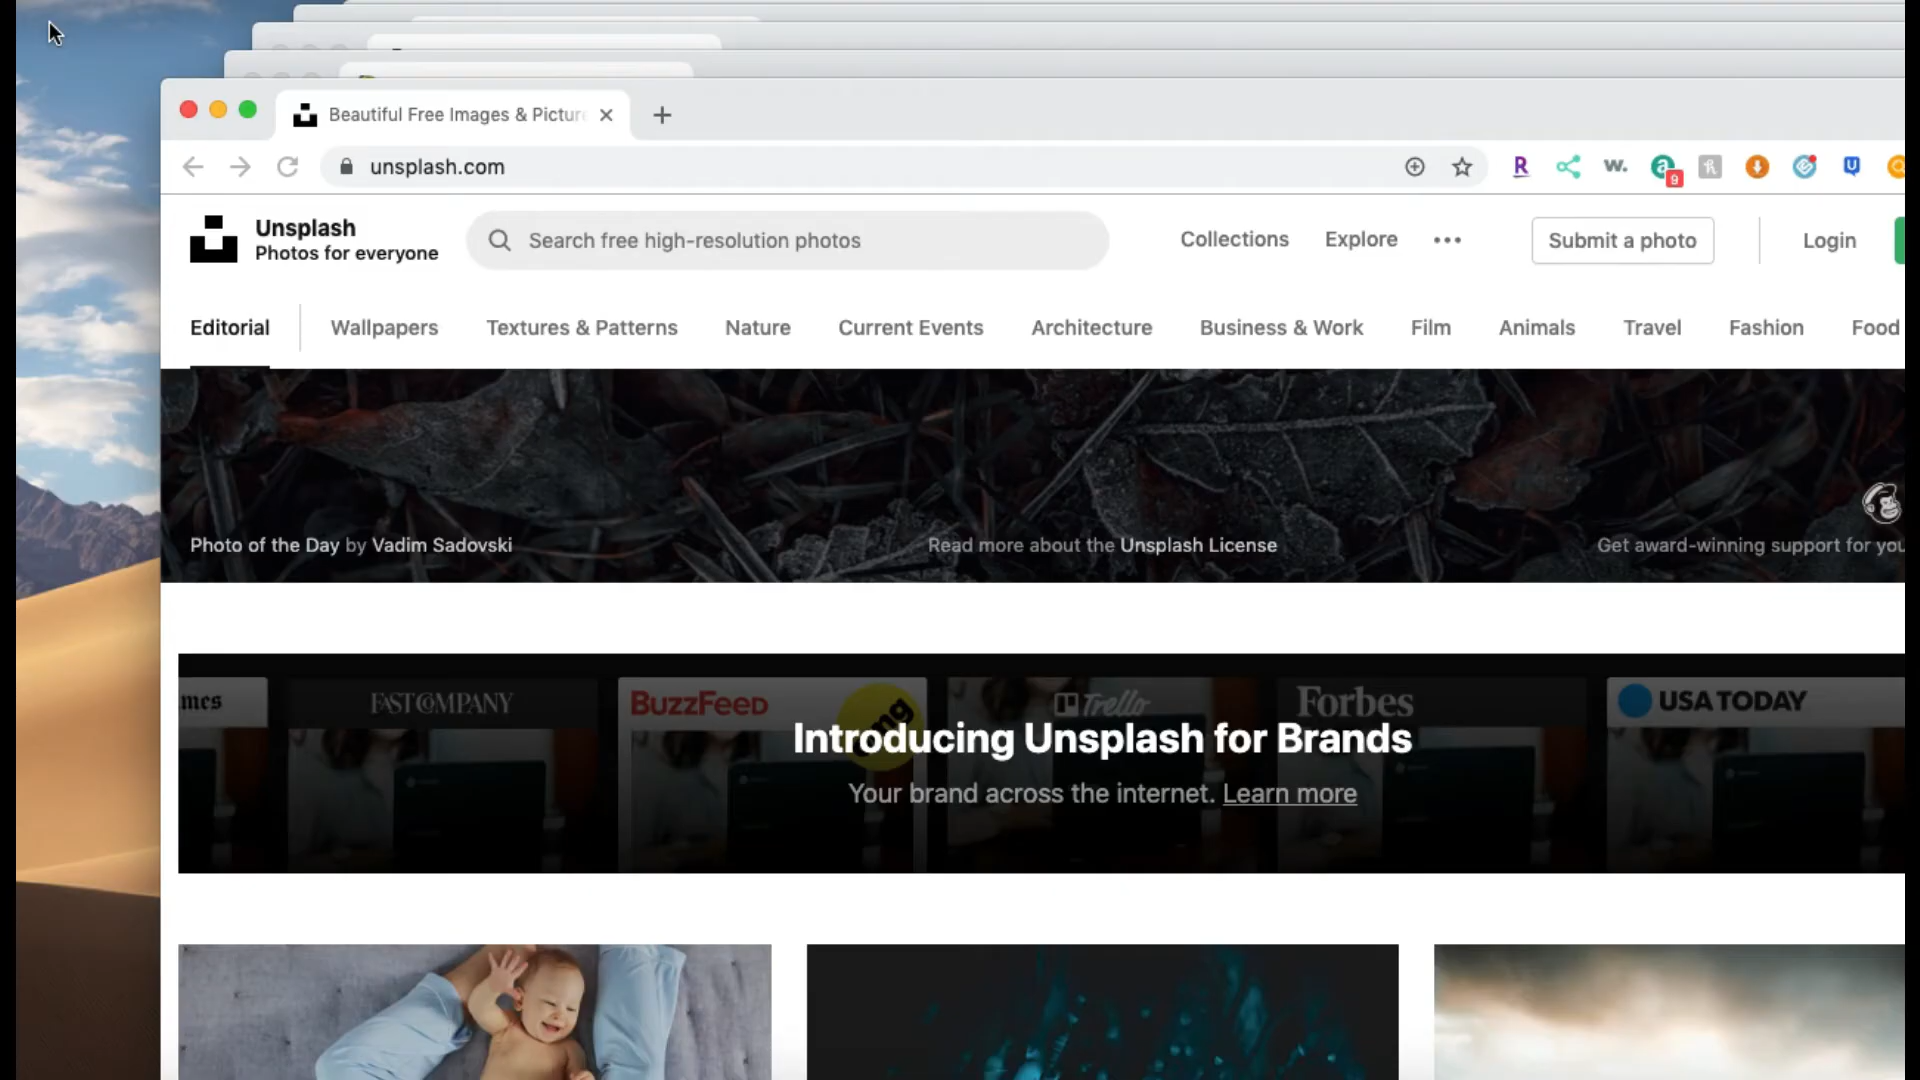 Beautiful Free Images & Picture
unsplash.com
9
Unsplash
Photos for everyone
Search free high-resolution photos
Collections
Explore
Submit a photo
Login
Editorial
Wallpapers
Textures & Patterns
Nature
Current Events
Architecture
Business & Work
Film
Animals
Travel
Fashion
Food
Photo of the Day by Vadim Sadovski
Read more about the Unsplash License
Get award-winning support for you
mes
FAST COMPANY
BuzzFeed
Trello
Forbes
USA TODAY
Introducing Unsplash for Brands
Your brand across the internet. Learn more